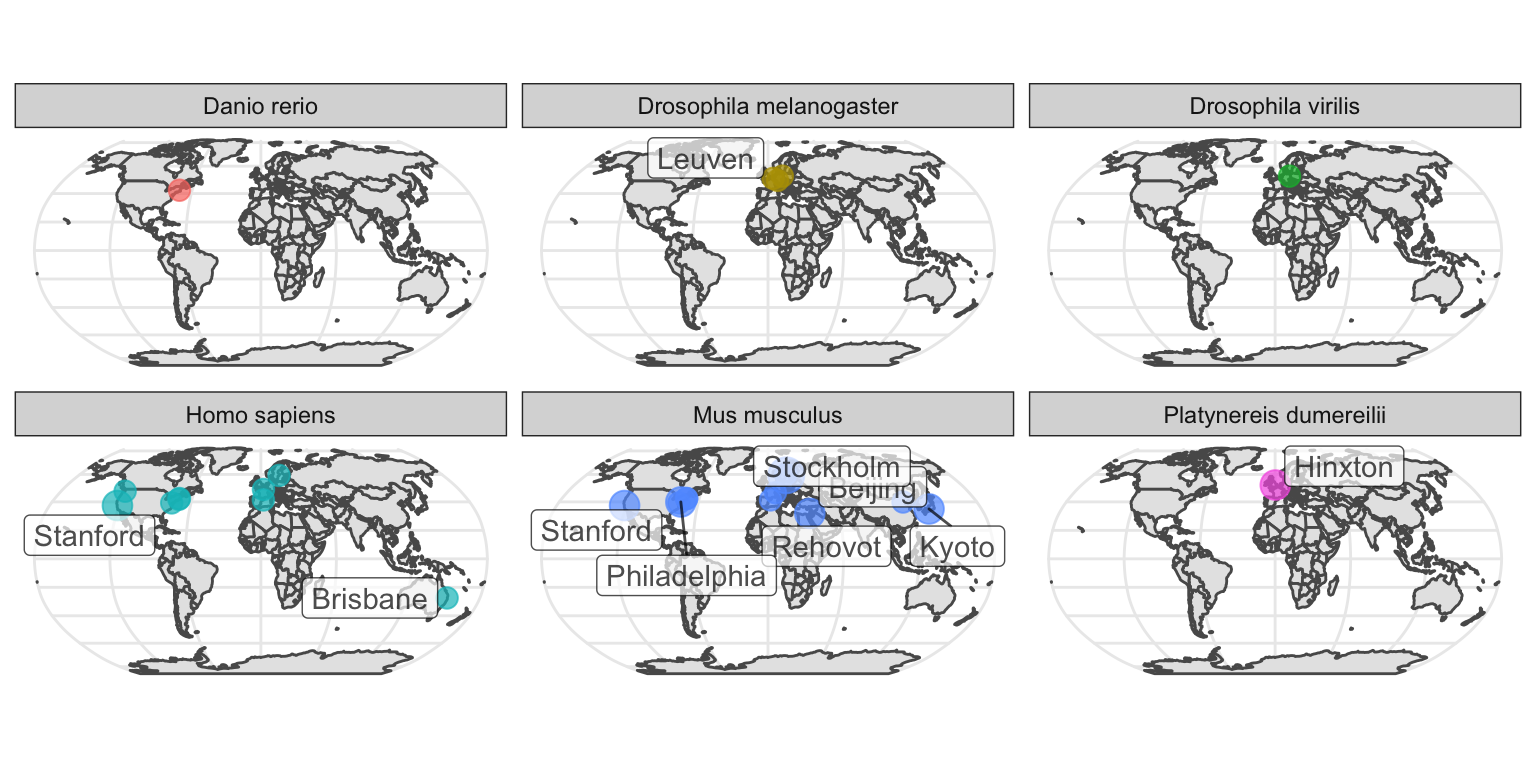 Danio rerio
Drosophila melanogaster
Drosophila virilis
Leuven
Homo sapiens
Mus musculus
Platynereis dumereilii
Stockholm
Hinxton
Beijing
Stanford
Stanford
Rehovot
Kyoto
Philadelphia
Brisbane